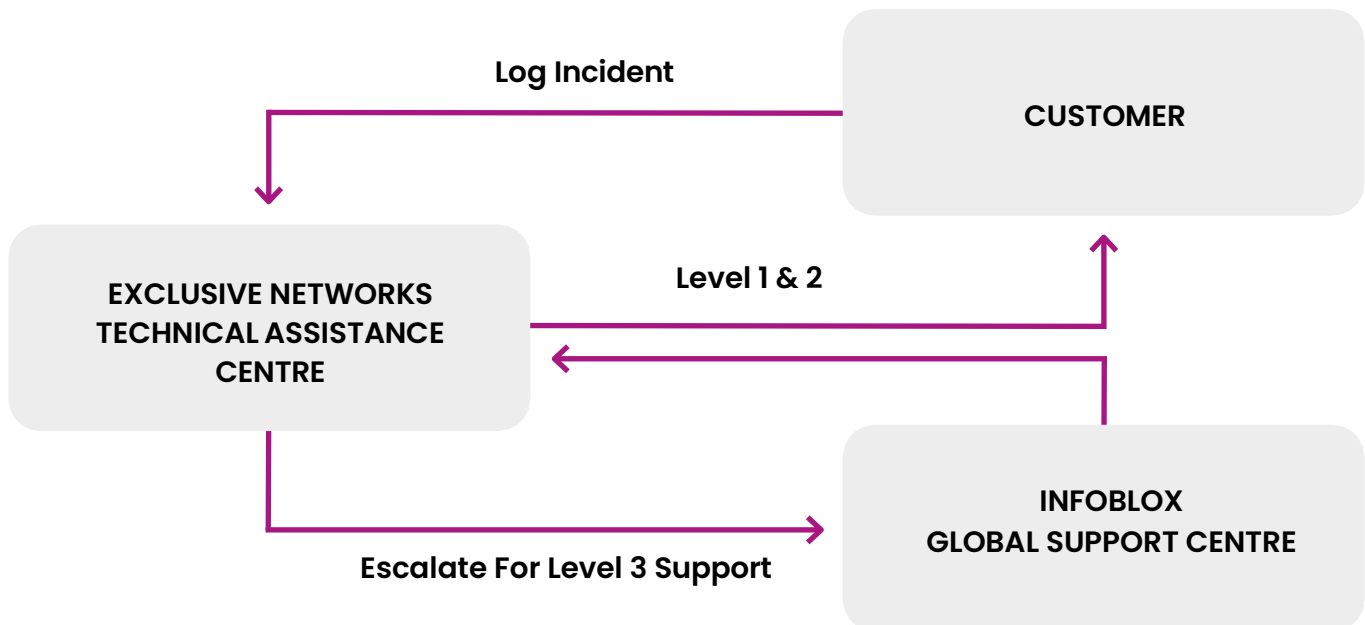 Log Incident
CUSTOMER
EXCLUSIVE NETWORKS
TECHNICAL ASSISTANCE
CENTRE
Level 1 & 2
INFOBLOX
GLOBAL SUPPORT CENTRE
Escalate For Level 3 Support